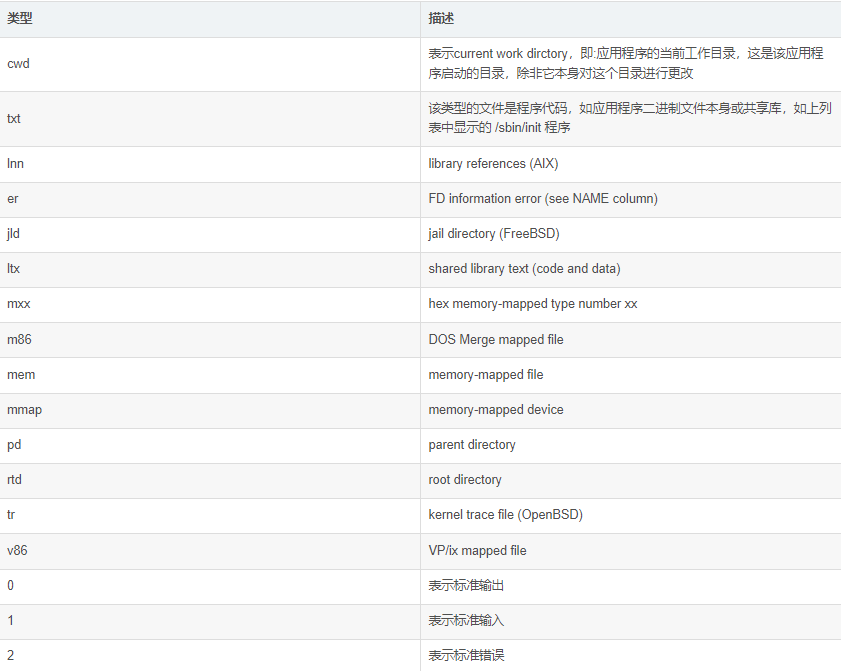 类型 描述
cwd 表示current work dirctory，即:应用程序的当前工作目录，这是该应用程
序启动的目录，除非它本身对这个目录进行更改
txt 该类型的文件是程序代码，如应用程序二进制文件本身或共享库，如上列
表中显示的 /sbin/init 程序
lnn library references (AIX)
er FD information error (see NAME column)
jld jail directory (FreeBSD)
ltx shared library text (code and data)
mxx hex memory-mapped type number xx
m86 DOS Merge mapped file
mem memory-mapped file
mmap memory-mapped device
pd parent directory
rtd root directory
tr kernel trace file (OpenBSD)
v86 VP/ix mapped file
0 表示标准输出
1 表示标准输入
2 表示标准错误